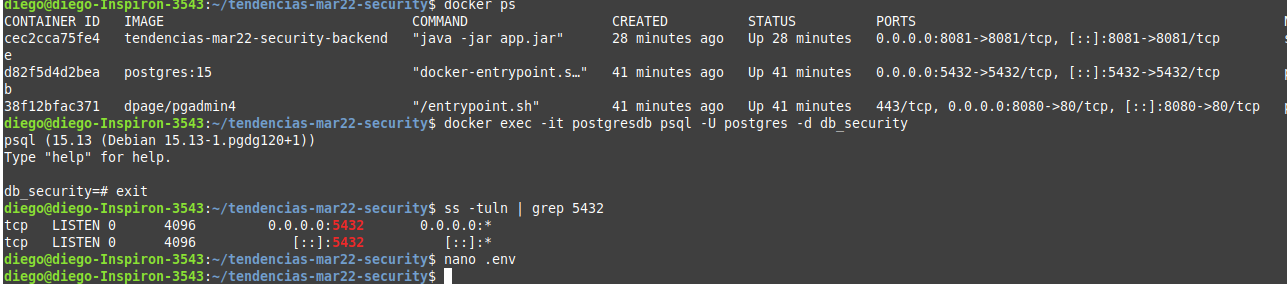 diego@diego-Inspiron-3543:~/tendencias-mar22-security$ docker ps
CONTAINER ID   IMAGE                                COMMAND                  CREATED          STATUS          PORTS
cec2cca75fe4   tendencias-mar22-security-backend   "java -jar app.jar"      28 minutes ago   Up 28 minutes   0.0.0.0:8081->8081/tcp, [::]:8081->8081/tcp
e
d82f5d4d2bea   postgres:15                          "docker-entrypoint.s…"   41 minutes ago   Up 41 minutes   0.0.0.0:5432->5432/tcp, [::]:5432->5432/tcp
b
38f12bfac371   dpage/pgadmin4                       "/entrypoint.sh"         41 minutes ago   Up 41 minutes   443/tcp, 0.0.0.0:8080->80/tcp, [::]:8080->80/tcp
diego@diego-Inspiron-3543:~/tendencias-mar22-security$ docker exec -it postgresdb psql -U postgres -d db_security
psql (15.13 (Debian 15.13-1.pgdg120+1))
Type "help" for help.

db_security=# exit
diego@diego-Inspiron-3543:~/tendencias-mar22-security$ ss -tuln | grep 5432
tcp   LISTEN 0      4096         0.0.0.0:5432       0.0.0.0:*
tcp   LISTEN 0      4096            [::]:5432          [::]:*
diego@diego-Inspiron-3543:~/tendencias-mar22-security$ nano .env
diego@diego-Inspiron-3543:~/tendencias-mar22-security$